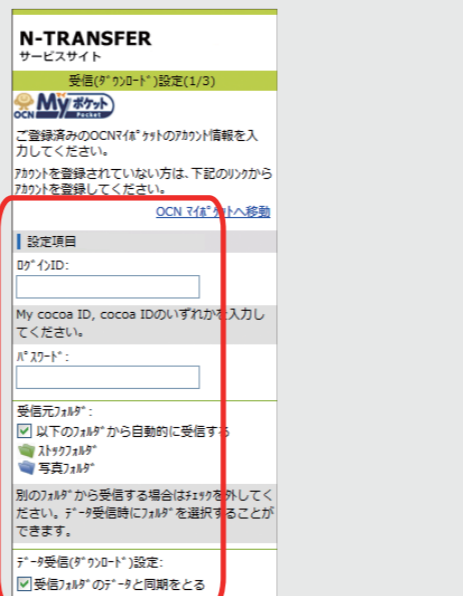 N-TRANSFER
サービスサイト
受信(ﾀﾞｳﾝﾛｰﾄﾞ)設定(1/3)
OCN Myポケット
Pocket
ご登録済みのOCNﾏｲﾎﾟｹｯﾄのｱｶｳﾝﾄ情報を入
力してください。
ｱｶｳﾝﾄを登録されていない方は、下記のﾘﾝｸから
ｱｶｳﾝﾄを登録してください。
OCN ﾏｲﾎﾟｹｯﾄへ移動
設定項目
ﾛｸﾞｲﾝID:
My cocoa ID, cocoa IDのいずれかを入力し
てください。
ﾊﾟｽﾜｰﾄﾞ:
受信元ﾌｫﾙﾀﾞ:
以下のﾌｫﾙﾀﾞから自動的に受信する
ｽﾄｯｸﾌｫﾙﾀﾞ
写真ﾌｫﾙﾀﾞ
別のﾌｫﾙﾀﾞから受信する場合はﾁｪｯｸを外してく
ださい。ﾃﾞｰﾀ受信時にﾌｫﾙﾀﾞを選択することが
できます。
ﾃﾞｰﾀ受信(ﾀﾞｳﾝﾛｰﾄﾞ)設定:
受信ﾌｫﾙﾀﾞのﾃﾞｰﾀと同期をとる